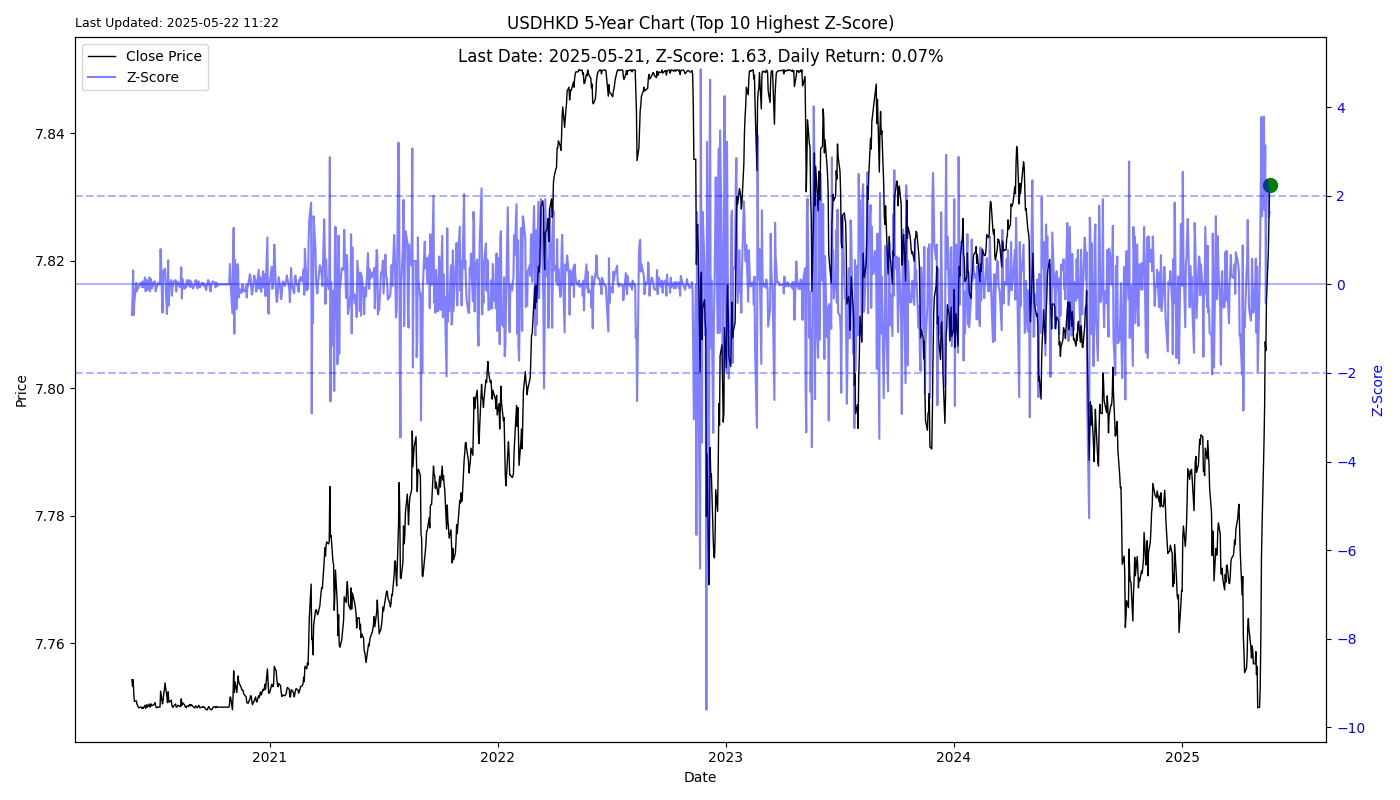 Last Updated: 2025-05-22 11:22
USDHKD 5-Year Chart (Top 10 Highest Z-Score)
Last Date: 2025-05-21, Z-Score: 1.63, Daily Return: 0.07%
Close Price
Z-Score
Price
7.84
7.82
7.80
7.78
7.76
4
2
0
−2
−4
−6
−8
−10
Z-Score
2021
2022
2023
2024
2025
Date